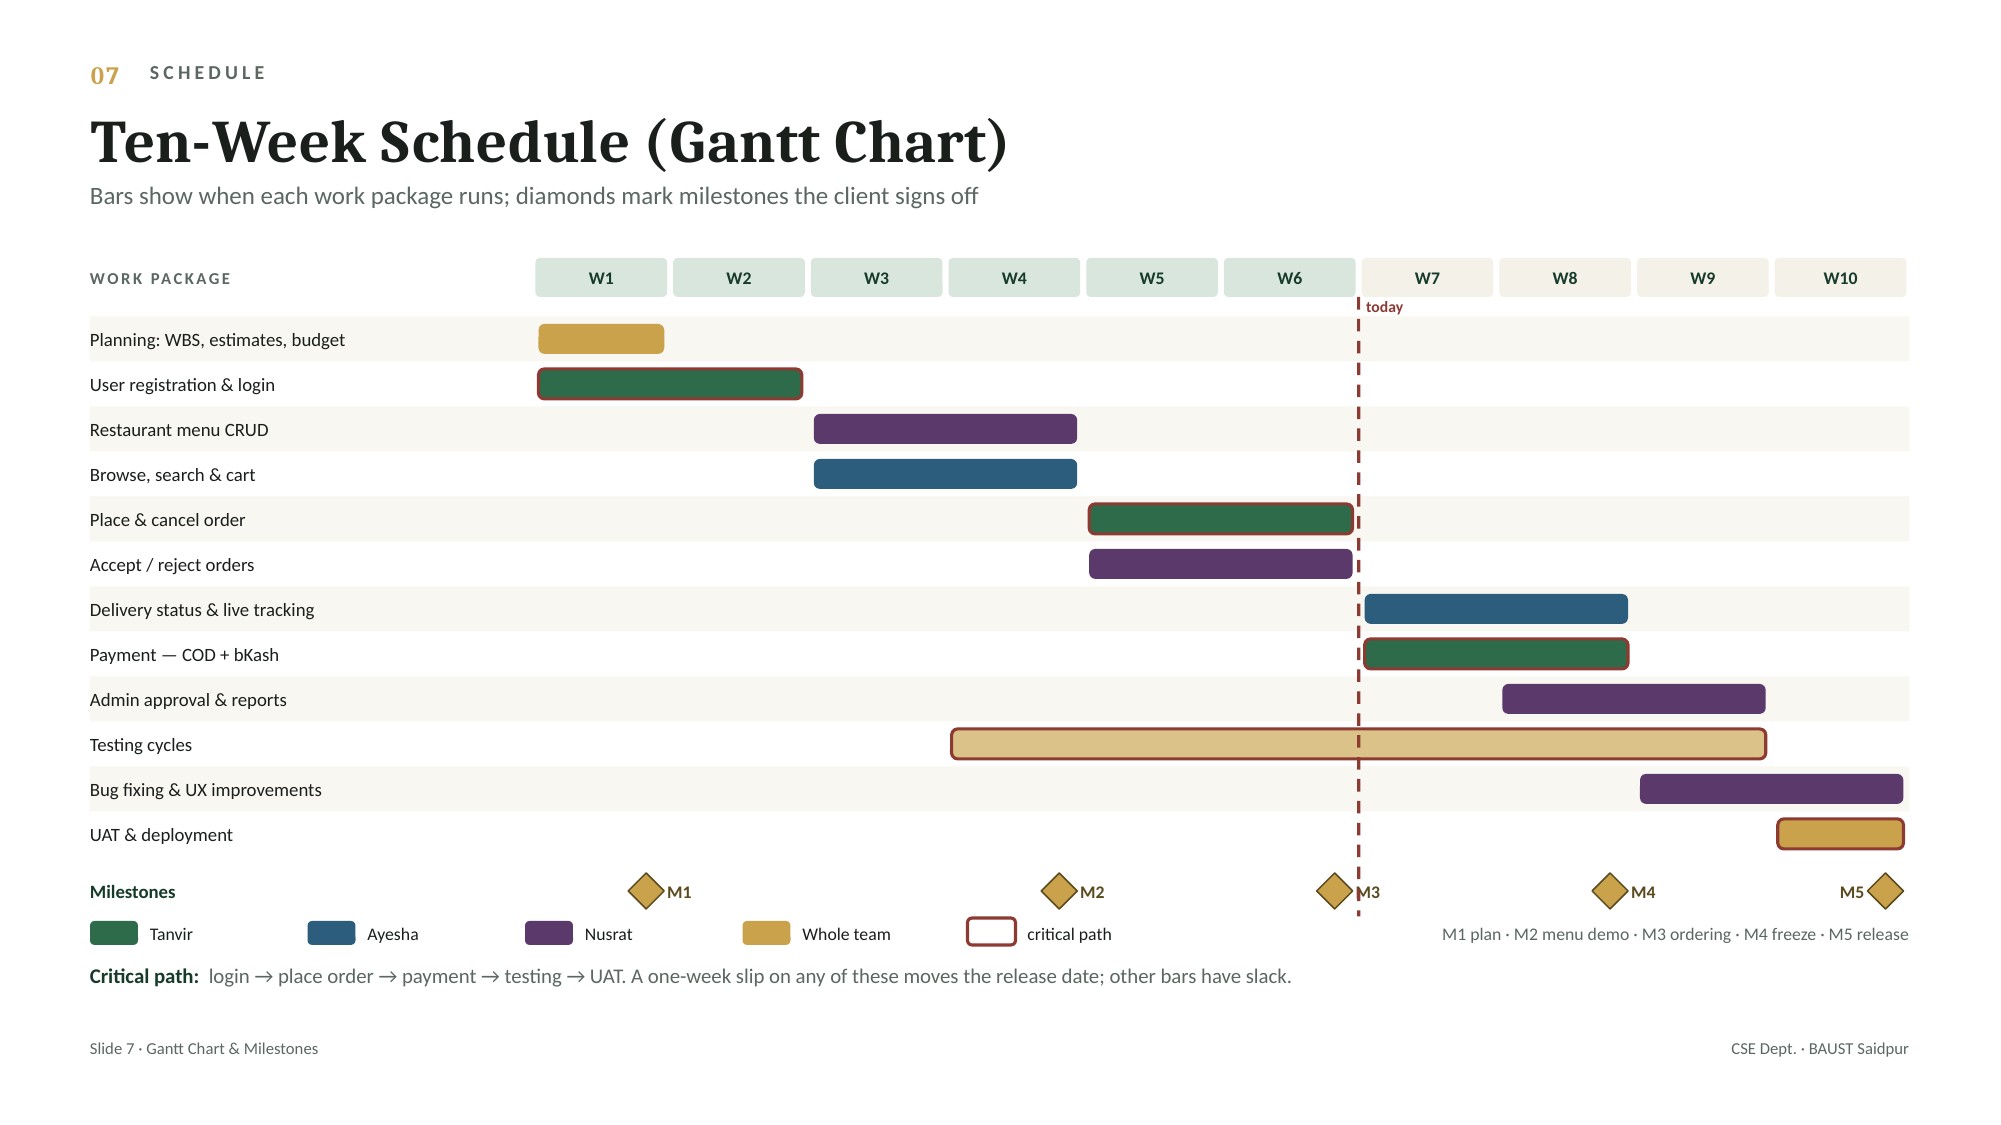 07 SCHEDULE
Ten-Week Schedule (Gantt Chart)
Bars show when each work package runs; diamonds mark milestones the client signs off
WORK PACKAGE W1 W2 W3 W4 W5 W6 W7 W8 W9 W10
today
Planning: WBS, estimates, budget
User registration & login
Restaurant menu CRUD
Browse, search & cart
Place & cancel order
Accept / reject orders
Delivery status & live tracking
Payment — COD + bKash
Admin approval & reports
Testing cycles
Bug fixing & UX improvements
UAT & deployment
Milestones M1 M2 M3 M4 M5
Tanvir Ayesha Nusrat Whole team critical path M1 plan · M2 menu demo · M3 ordering · M4 freeze · M5 release
Critical path: login → place order → payment → testing → UAT. A one-week slip on any of these moves the release date; other bars have slack.
Slide 7 · Gantt Chart & Milestones CSE Dept. · BAUST Saidpur